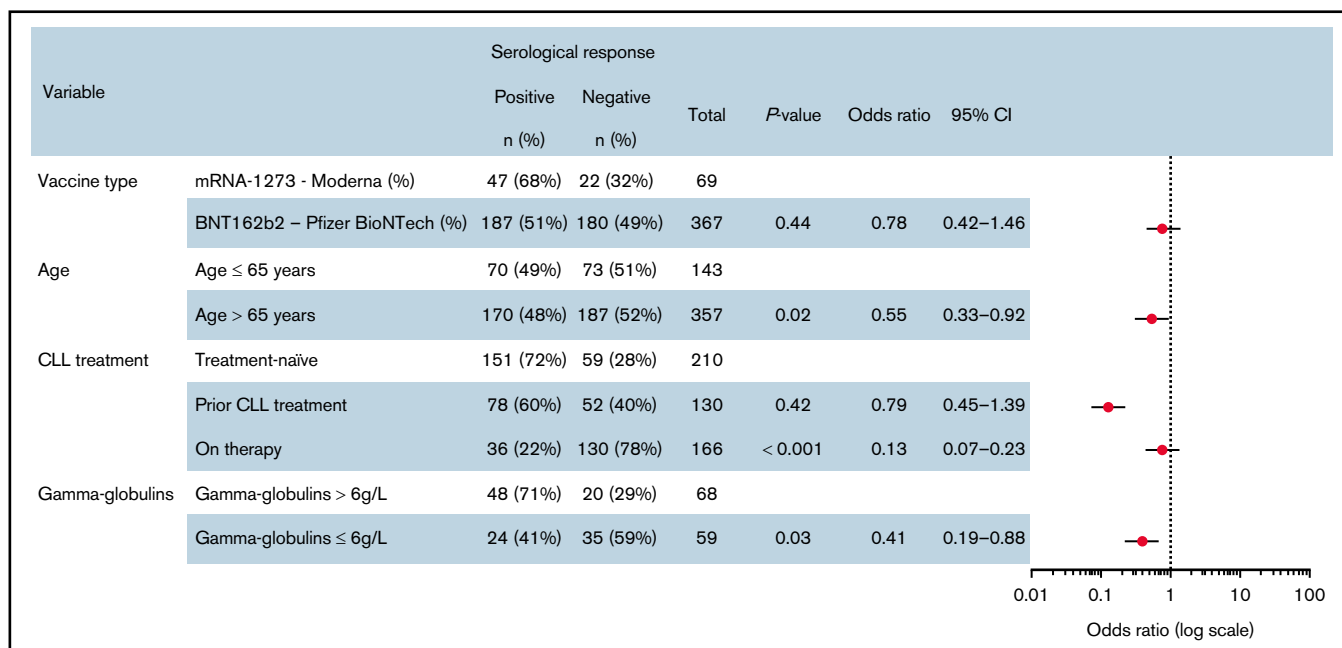 Serological response
Variable Positive Negative Total P-value Odds ratio 95% CI
n (%) n (%)
Vaccine type mRNA-1273 - Moderna (%) 47 (68%) 22 (32%) 69
BNT162b2 – Pfizer BioNTech (%) 187 (51%) 180 (49%) 367 0.44 0.78 0.42–1.46
Age Age ≤ 65 years 70 (49%) 73 (51%) 143
Age > 65 years 170 (48%) 187 (52%) 357 0.02 0.55 0.33–0.92
CLL treatment Treatment-naïve 151 (72%) 59 (28%) 210
Prior CLL treatment 78 (60%) 52 (40%) 130 0.42 0.79 0.45–1.39
On therapy 36 (22%) 130 (78%) 166 < 0.001 0.13 0.07–0.23
Gamma-globulins Gamma-globulins > 6g/L 48 (71%) 20 (29%) 68
Gamma-globulins ≤ 6g/L 24 (41%) 35 (59%) 59 0.03 0.41 0.19–0.88
0.01 0.1 1 10 100
Odds ratio (log scale)